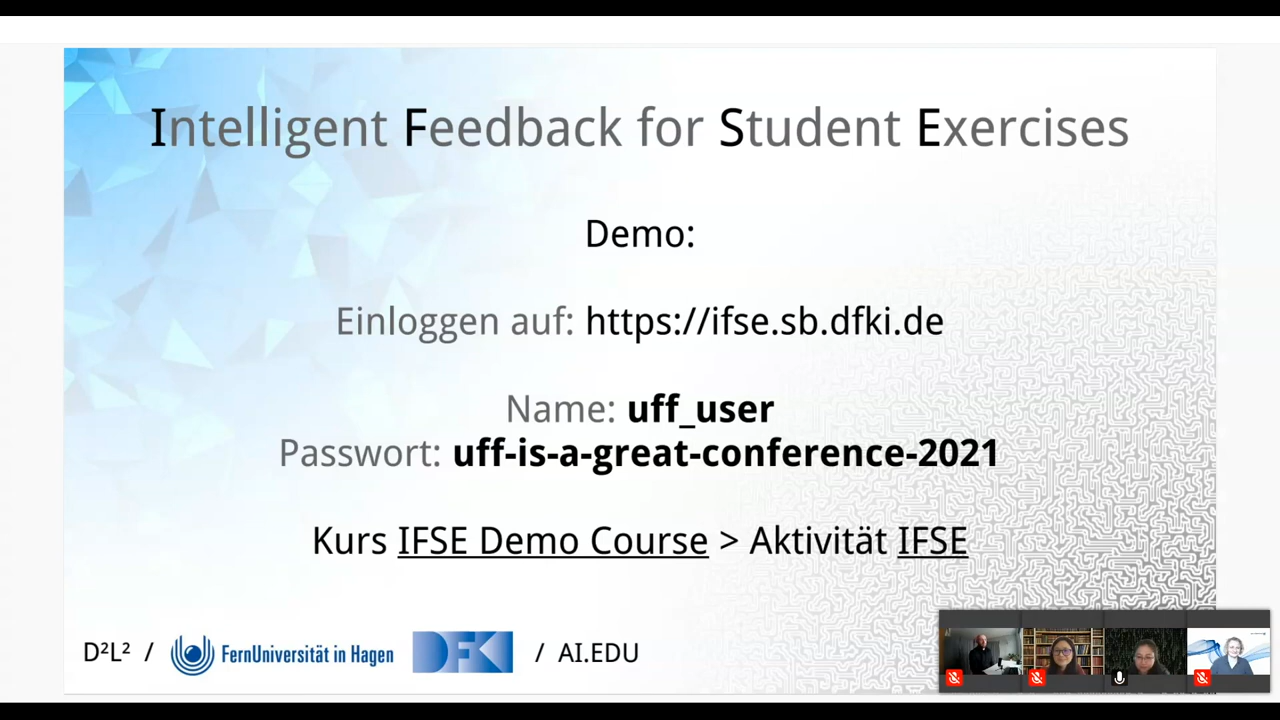 Intelligent Feedback for Student Exercises
Demo:
Einloggen auf: https://ifse.sb.dfki.de
Name: uff_user
Passwort: uff-is-a-great-conference-2021
Kurs IFSE Demo Course > Aktivität IFSE
D²L² / FernUniversität in Hagen DFKI / AI.EDU